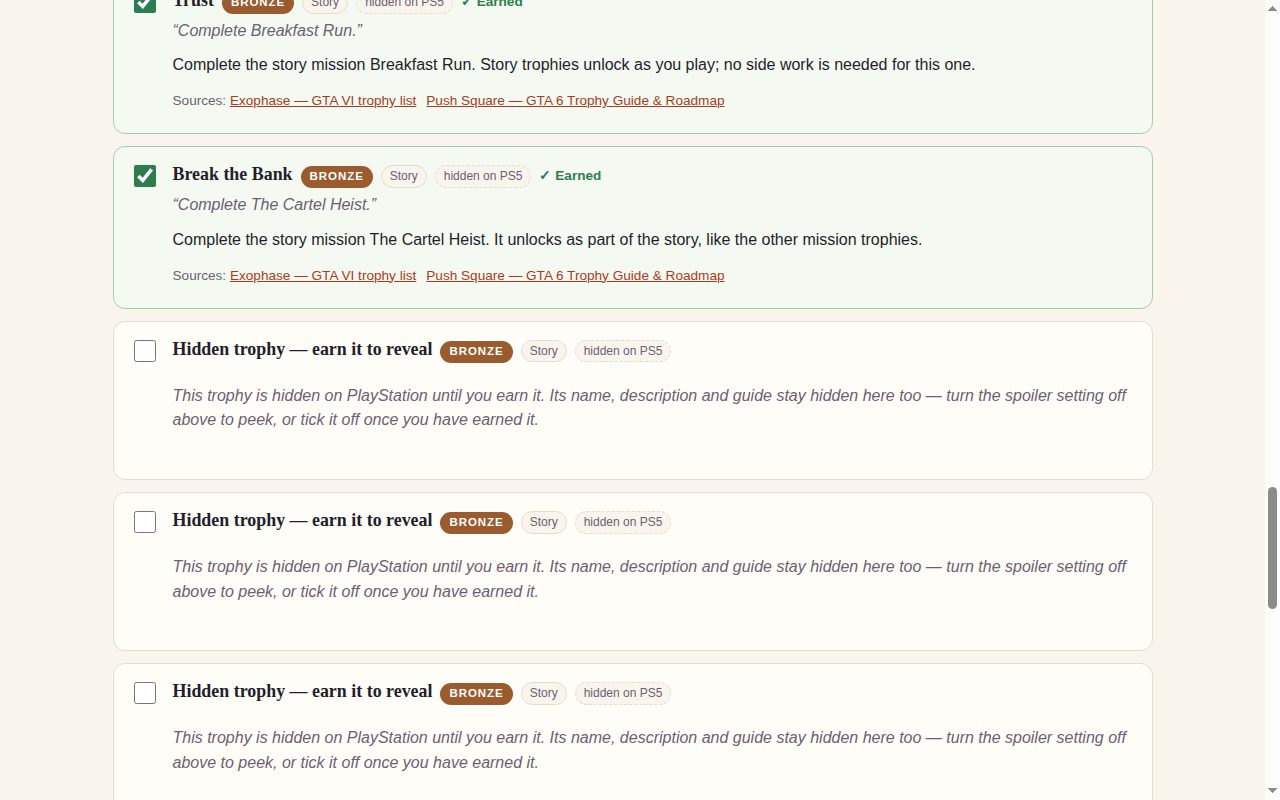 Trust BRONZE Story hidden on PS5 ✓ Earned
“Complete Breakfast Run.”
Complete the story mission Breakfast Run. Story trophies unlock as you play; no side work is needed for this one.
Sources: Exophase — GTA VI trophy list Push Square — GTA 6 Trophy Guide & Roadmap
Break the Bank BRONZE Story hidden on PS5 ✓ Earned
“Complete The Cartel Heist.”
Complete the story mission The Cartel Heist. It unlocks as part of the story, like the other mission trophies.
Sources: Exophase — GTA VI trophy list Push Square — GTA 6 Trophy Guide & Roadmap
Hidden trophy — earn it to reveal BRONZE Story hidden on PS5
This trophy is hidden on PlayStation until you earn it. Its name, description and guide stay hidden here too — turn the spoiler setting off
above to peek, or tick it off once you have earned it.
Hidden trophy — earn it to reveal BRONZE Story hidden on PS5
This trophy is hidden on PlayStation until you earn it. Its name, description and guide stay hidden here too — turn the spoiler setting off
above to peek, or tick it off once you have earned it.
Hidden trophy — earn it to reveal BRONZE Story hidden on PS5
This trophy is hidden on PlayStation until you earn it. Its name, description and guide stay hidden here too — turn the spoiler setting off
above to peek, or tick it off once you have earned it.